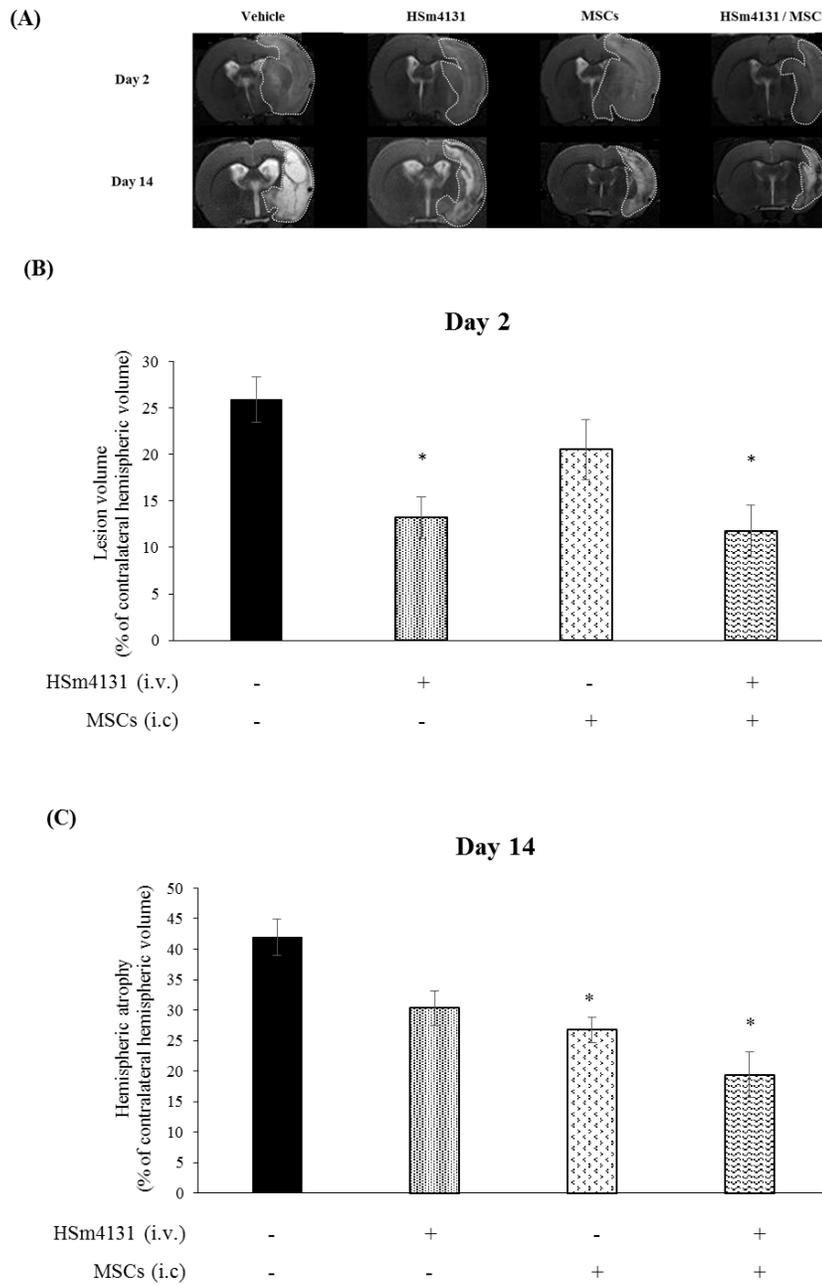 (A)
Vehicle HSm4131 MSCs HSm4131 / MSC
Day 2
Day 14
(B)
Day 2
Lesion volume
(% of contralateral hemispheric volume)
30
25
20
15
10
5
0
* *
HSm4131 (i.v.) - + - +
MSCs (i.c) - - + +
(C)
Day 14
Hemispheric atrophy
(% of contralateral hemispheric volume)
50
45
40
35
30
25
20
15
10
5
0
* *
HSm4131 (i.v.) - + - +
MSCs (i.c) - - + +